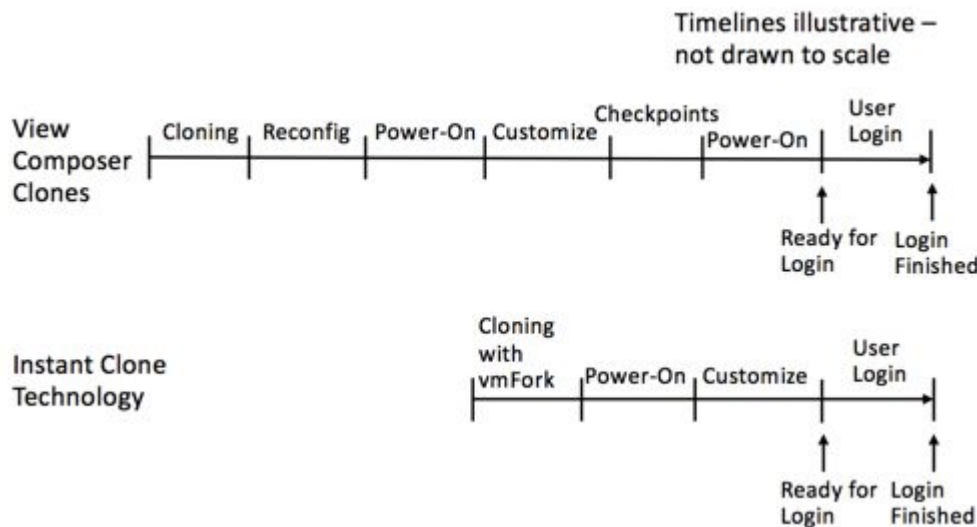 Timelines illustrative –
not drawn to scale
View
Composer
Clones
Cloning
Reconfig
Power-On
Customize
Checkpoints
Power-On
User
Login
Ready for
Login
Login
Finished
Instant Clone
Technology
Cloning
with
vmFork
Power-On
Customize
User
Login
Ready for
Login
Login
Finished